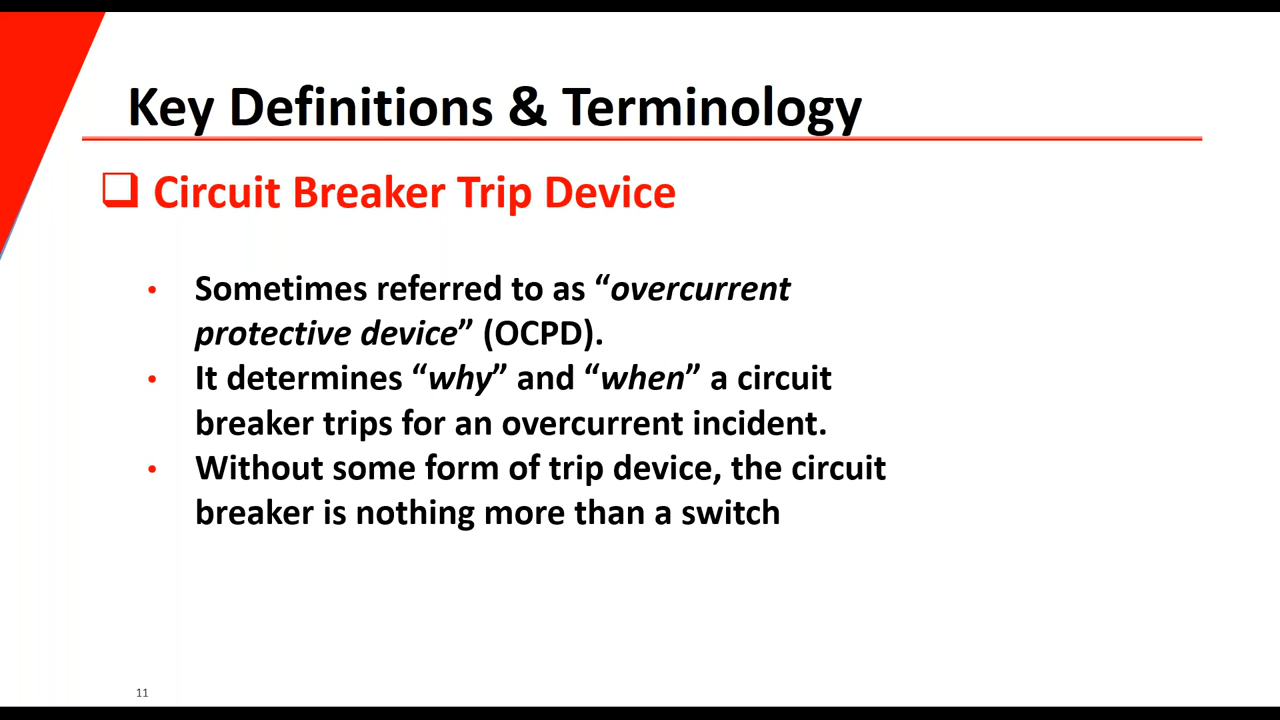 Key Definitions & Terminology
Circuit Breaker Trip Device
• Sometimes referred to as “overcurrent
protective device” (OCPD).
• It determines “why” and “when” a circuit
breaker trips for an overcurrent incident.
• Without some form of trip device, the circuit
breaker is nothing more than a switch
11